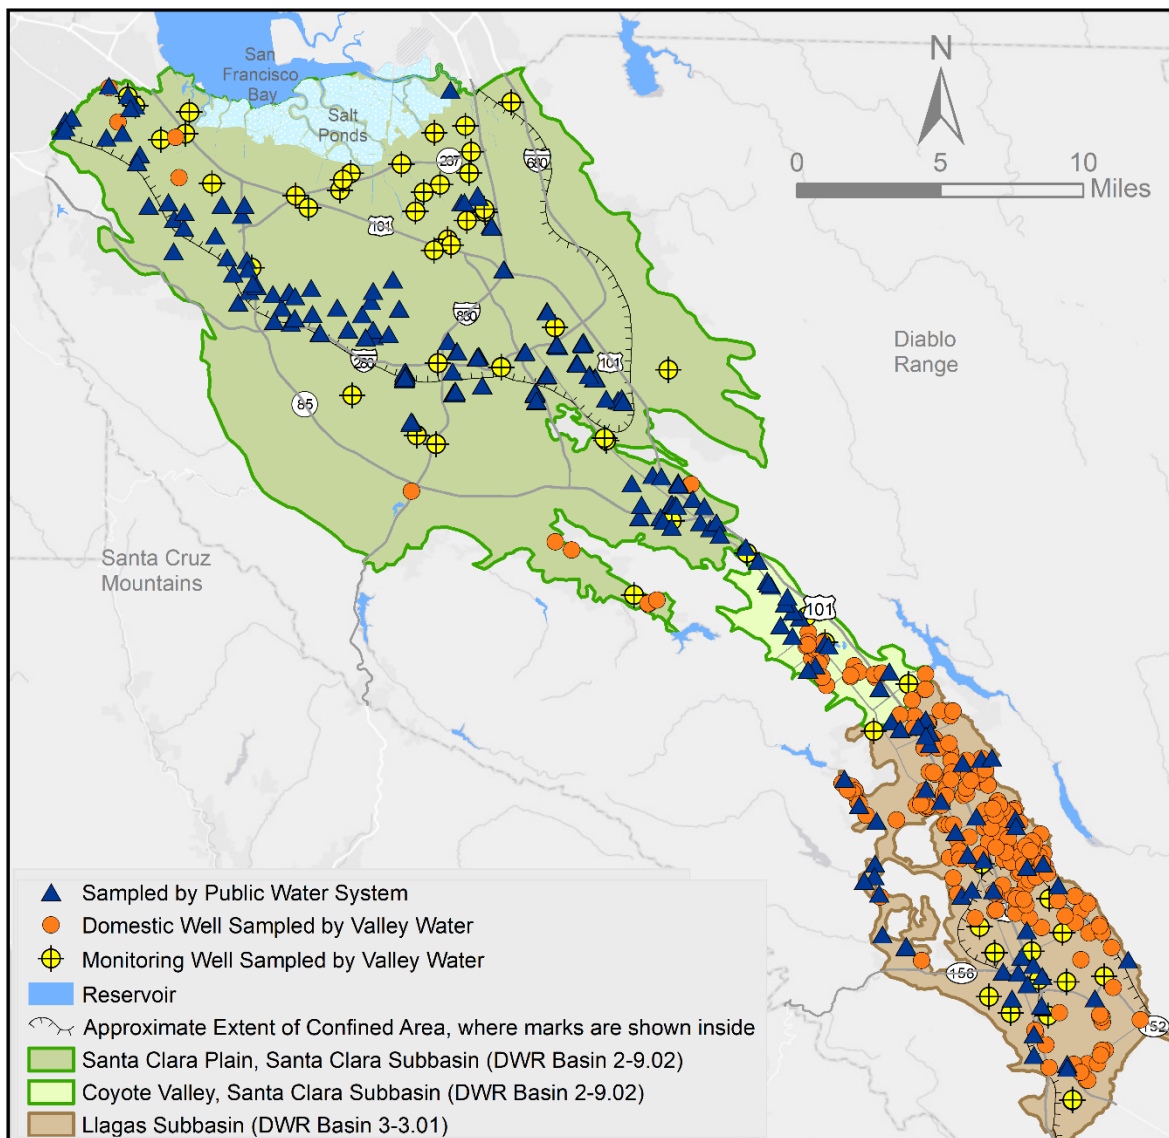 San
Francisco
Bay
Salt
Ponds
N
0 5 10
Miles
237
680
101
880
280
101
85
Diablo
Range
Santa Cruz
Mountains
101
156
152
Sampled by Public Water System
Domestic Well Sampled by Valley Water
Monitoring Well Sampled by Valley Water
Reservoir
Approximate Extent of Confined Area, where marks are shown inside
Santa Clara Plain, Santa Clara Subbasin (DWR Basin 2-9.02)
Coyote Valley, Santa Clara Subbasin (DWR Basin 2-9.02)
Llagas Subbasin (DWR Basin 3-3.01)